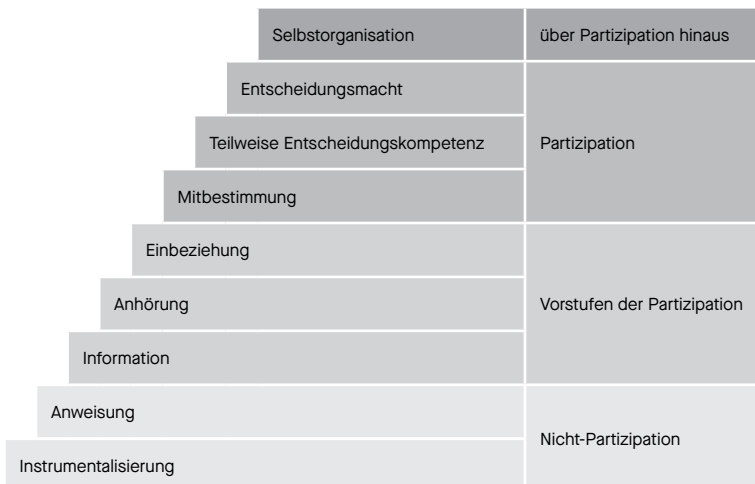 Selbstorganisation
über Partizipation hinaus
Entscheidungsmacht
Teilweise Entscheidungskompetenz
Partizipation
Mitbestimmung
Einbeziehung
Anhörung
Vorstufen der Partizipation
Information
Anweisung
Nicht-Partizipation
Instrumentalisierung